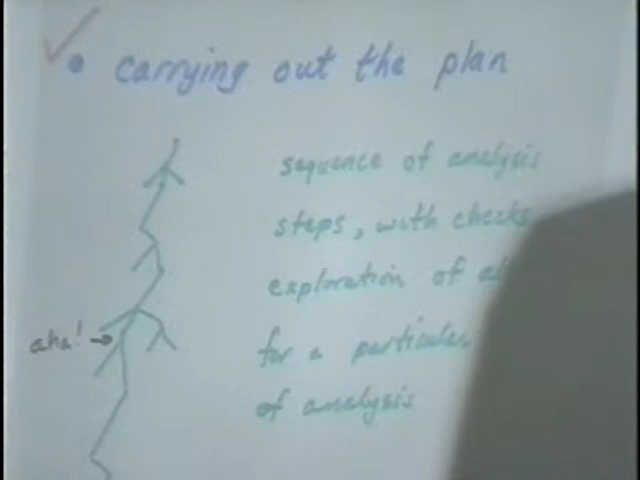 • carrying out the plan
sequence of analysis
steps, with checks
exploration of
for a particular
of analysis
aha!